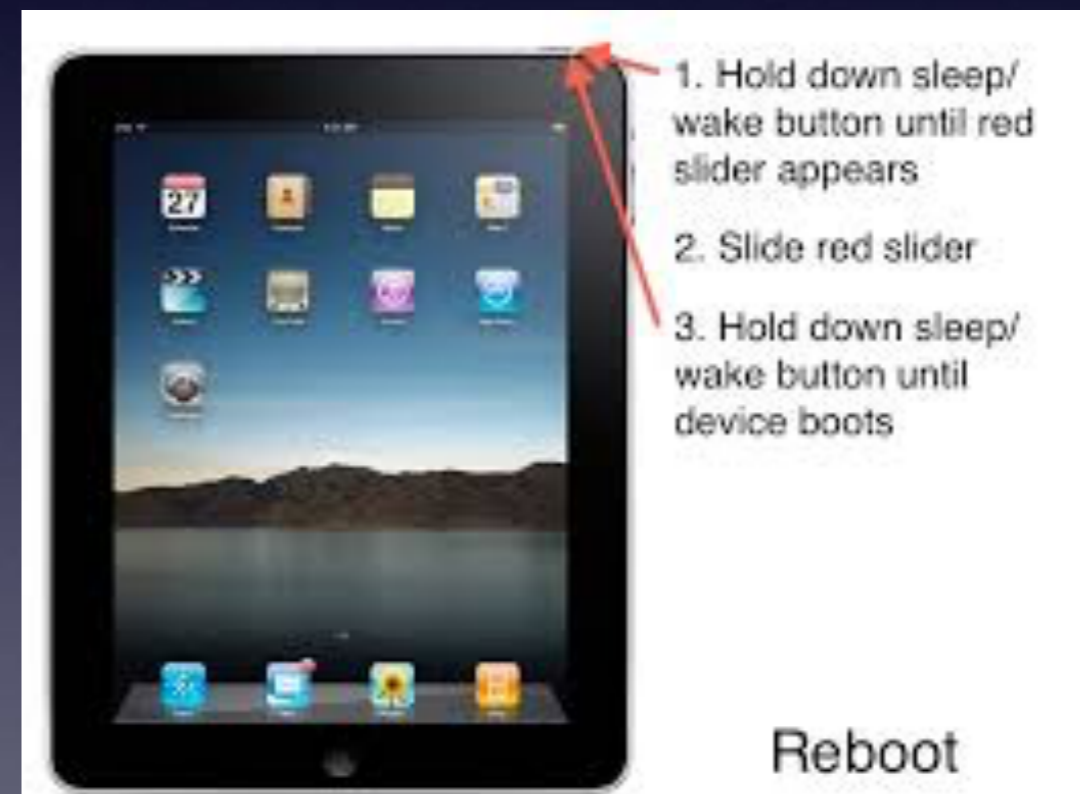 1. Hold down sleep/
wake button until red
slider appears
2. Slide red slider
3. Hold down sleep/
wake button until
device boots
27
Reboot